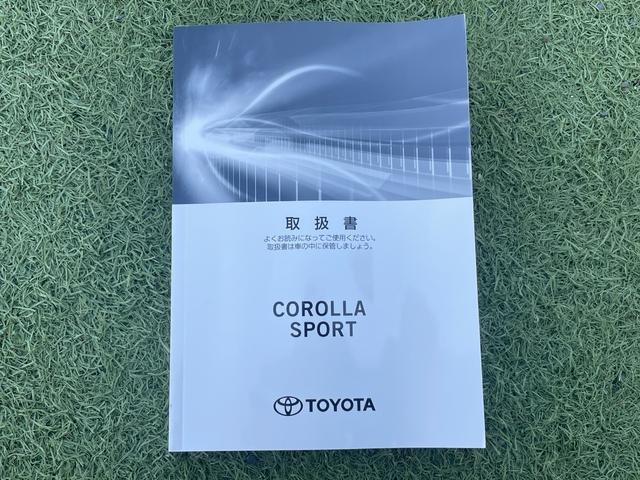 取扱書
よくお読みになってご使用ください。
取扱書は車の中に保管しましょう。
COROLLA
SPORT
TOYOTA